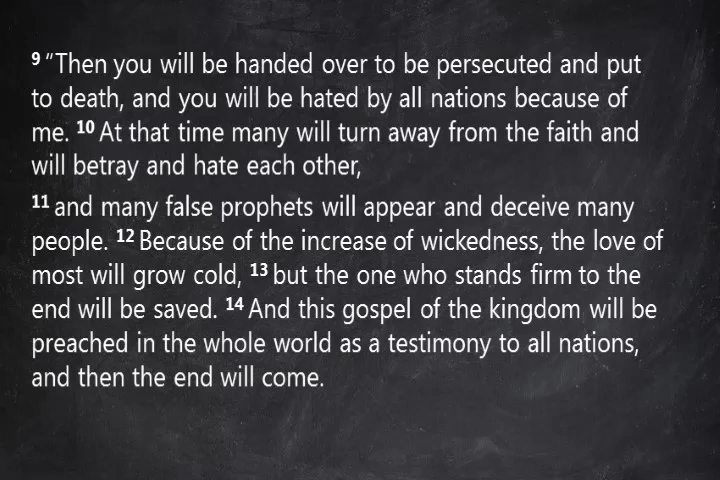 9 “Then you will be handed over to be persecuted and put
to death, and you will be hated by all nations because of
me. 10 At that time many will turn away from the faith and
will betray and hate each other,
11 and many false prophets will appear and deceive many
people. 12 Because of the increase of wickedness, the love of
most will grow cold, 13 but the one who stands firm to the
end will be saved. 14 And this gospel of the kingdom will be
preached in the whole world as a testimony to all nations,
and then the end will come.